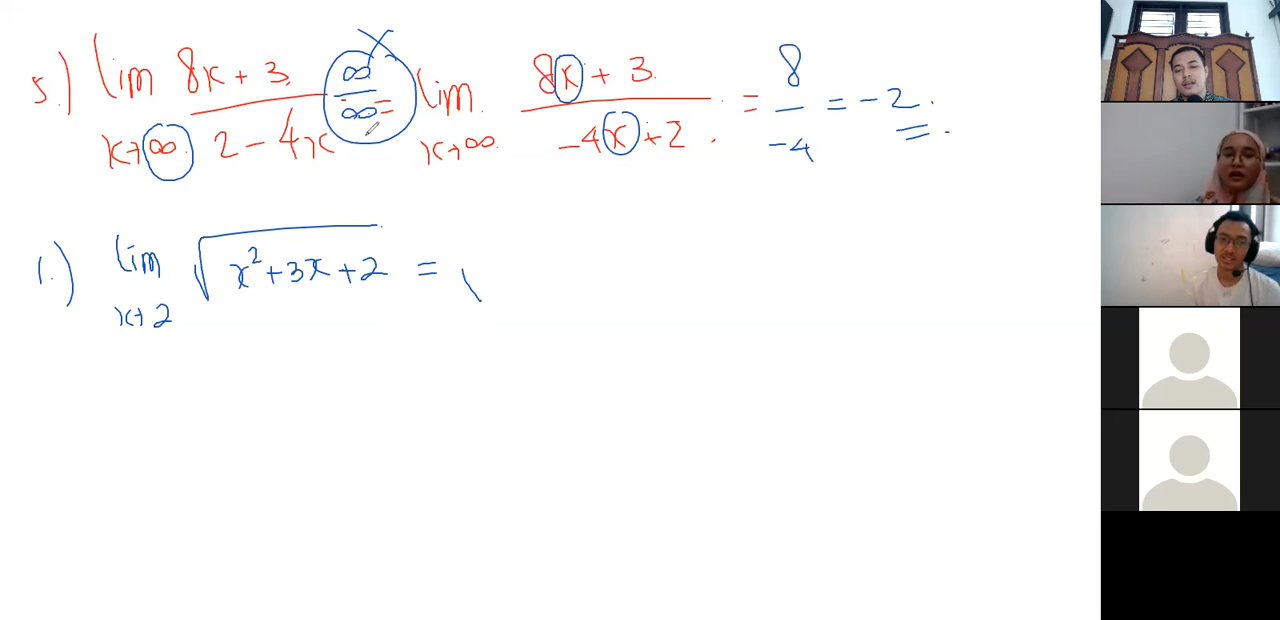 5.) lim x→∞ 8x + 3 / 2 - 4x ∞/∞ = lim x→∞ 8x + 3 / -4x + 2 = 8 / -4 = -2.
1.) lim x→2 √x²+3x+2 =